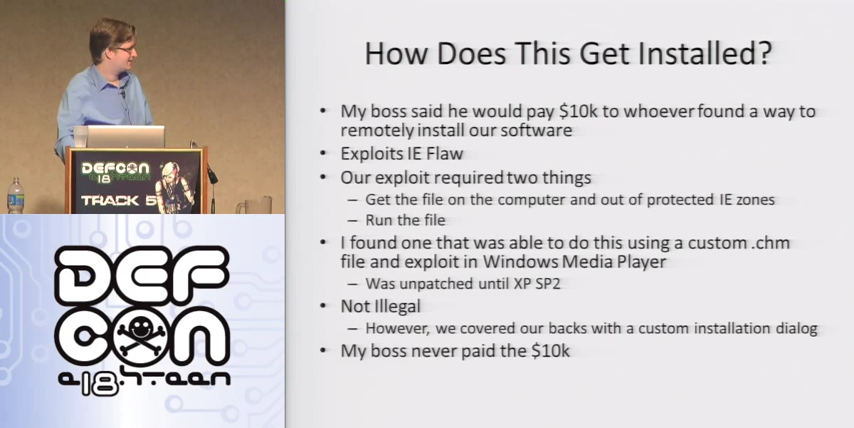 How Does This Get Installed?
• My boss said he would pay $10k to whoever found a way to
remotely install our software
• Exploits IE Flaw
• Our exploit required two things
– Get the file on the computer and out of protected IE zones
– Run the file
• I found one that was able to do this using a custom .chm
file and exploit in Windows Media Player
– Was unpatched until XP SP2
• Not Illegal
– However, we covered our backs with a custom installation dialog
• My boss never paid the $10k
DEFCON
18
TRACK 5
DEF
CON
e18h-teen